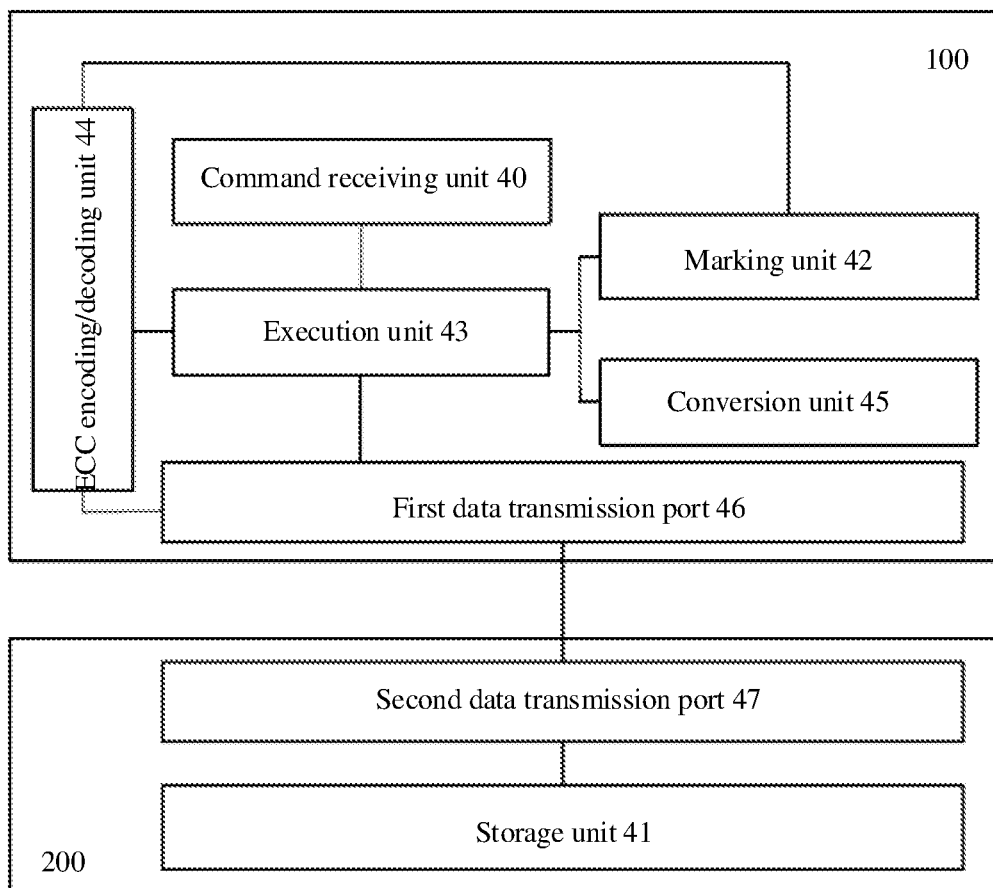 100
ECC encoding/decoding unit 44
Command receiving unit 40
Marking unit 42
Execution unit 43
Conversion unit 45
First data transmission port 46
Second data transmission port 47
Storage unit 41
200